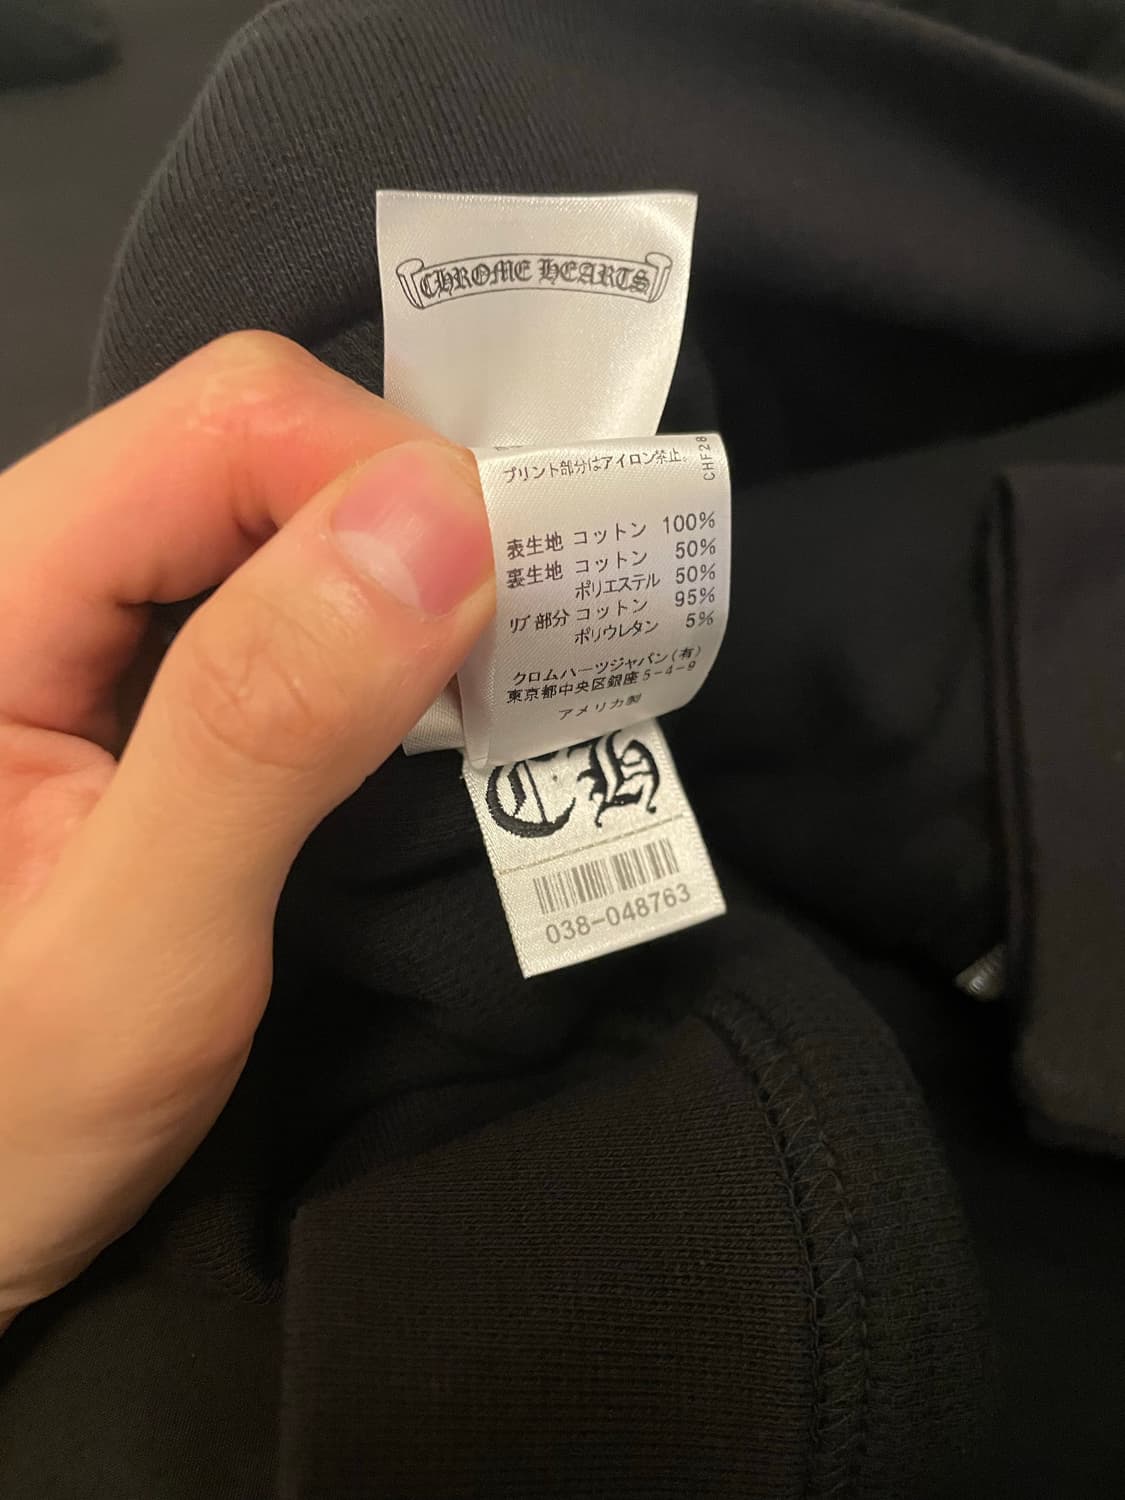 CHROME HEARTS
プリント部分はアイロン禁止。
CHF28
表生地 コットン 100%
裏生地 コットン 50%
ポリエステル 50%
リブ部分 コットン 95%
ポリウレタン 5%
クロムハーツジャパン(有)
東京都中央区銀座5-4-9
アメリカ製
CH
038-048763